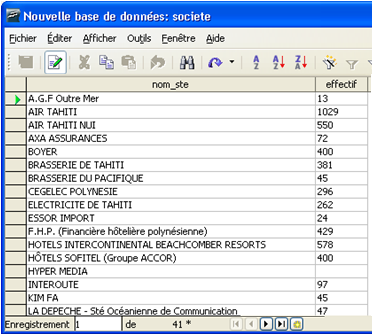 Nouvelle base de données: societe
Fichier Éditer Afficher Outils Fenêtre Aide
nom_ste effectif
A.G.F Outre Mer 13
AIR TAHITI 1029
AIR TAHITI NUI 550
AXA ASSURANCES 72
BOYER 400
BRASSERIE DE TAHITI 381
BRASSERIE DU PACIFIQUE 45
CEGELEC POLYNESIE 296
ELECTRICITE DE TAHITI 262
ESSOR IMPORT 24
F.H.P. (Financière hôtelière polynésienne) 429
HOTELS INTERCONTINENTAL BEACHCOMBER RESORTS 578
HÔTELS SOFITEL (Groupe ACCOR) 400
HYPER MEDIA
INTEROUTE 97
KIM FA 45
LA DEPECHE - Sté Océanienne de Communication 47
Enregistrement 1 de 41 *